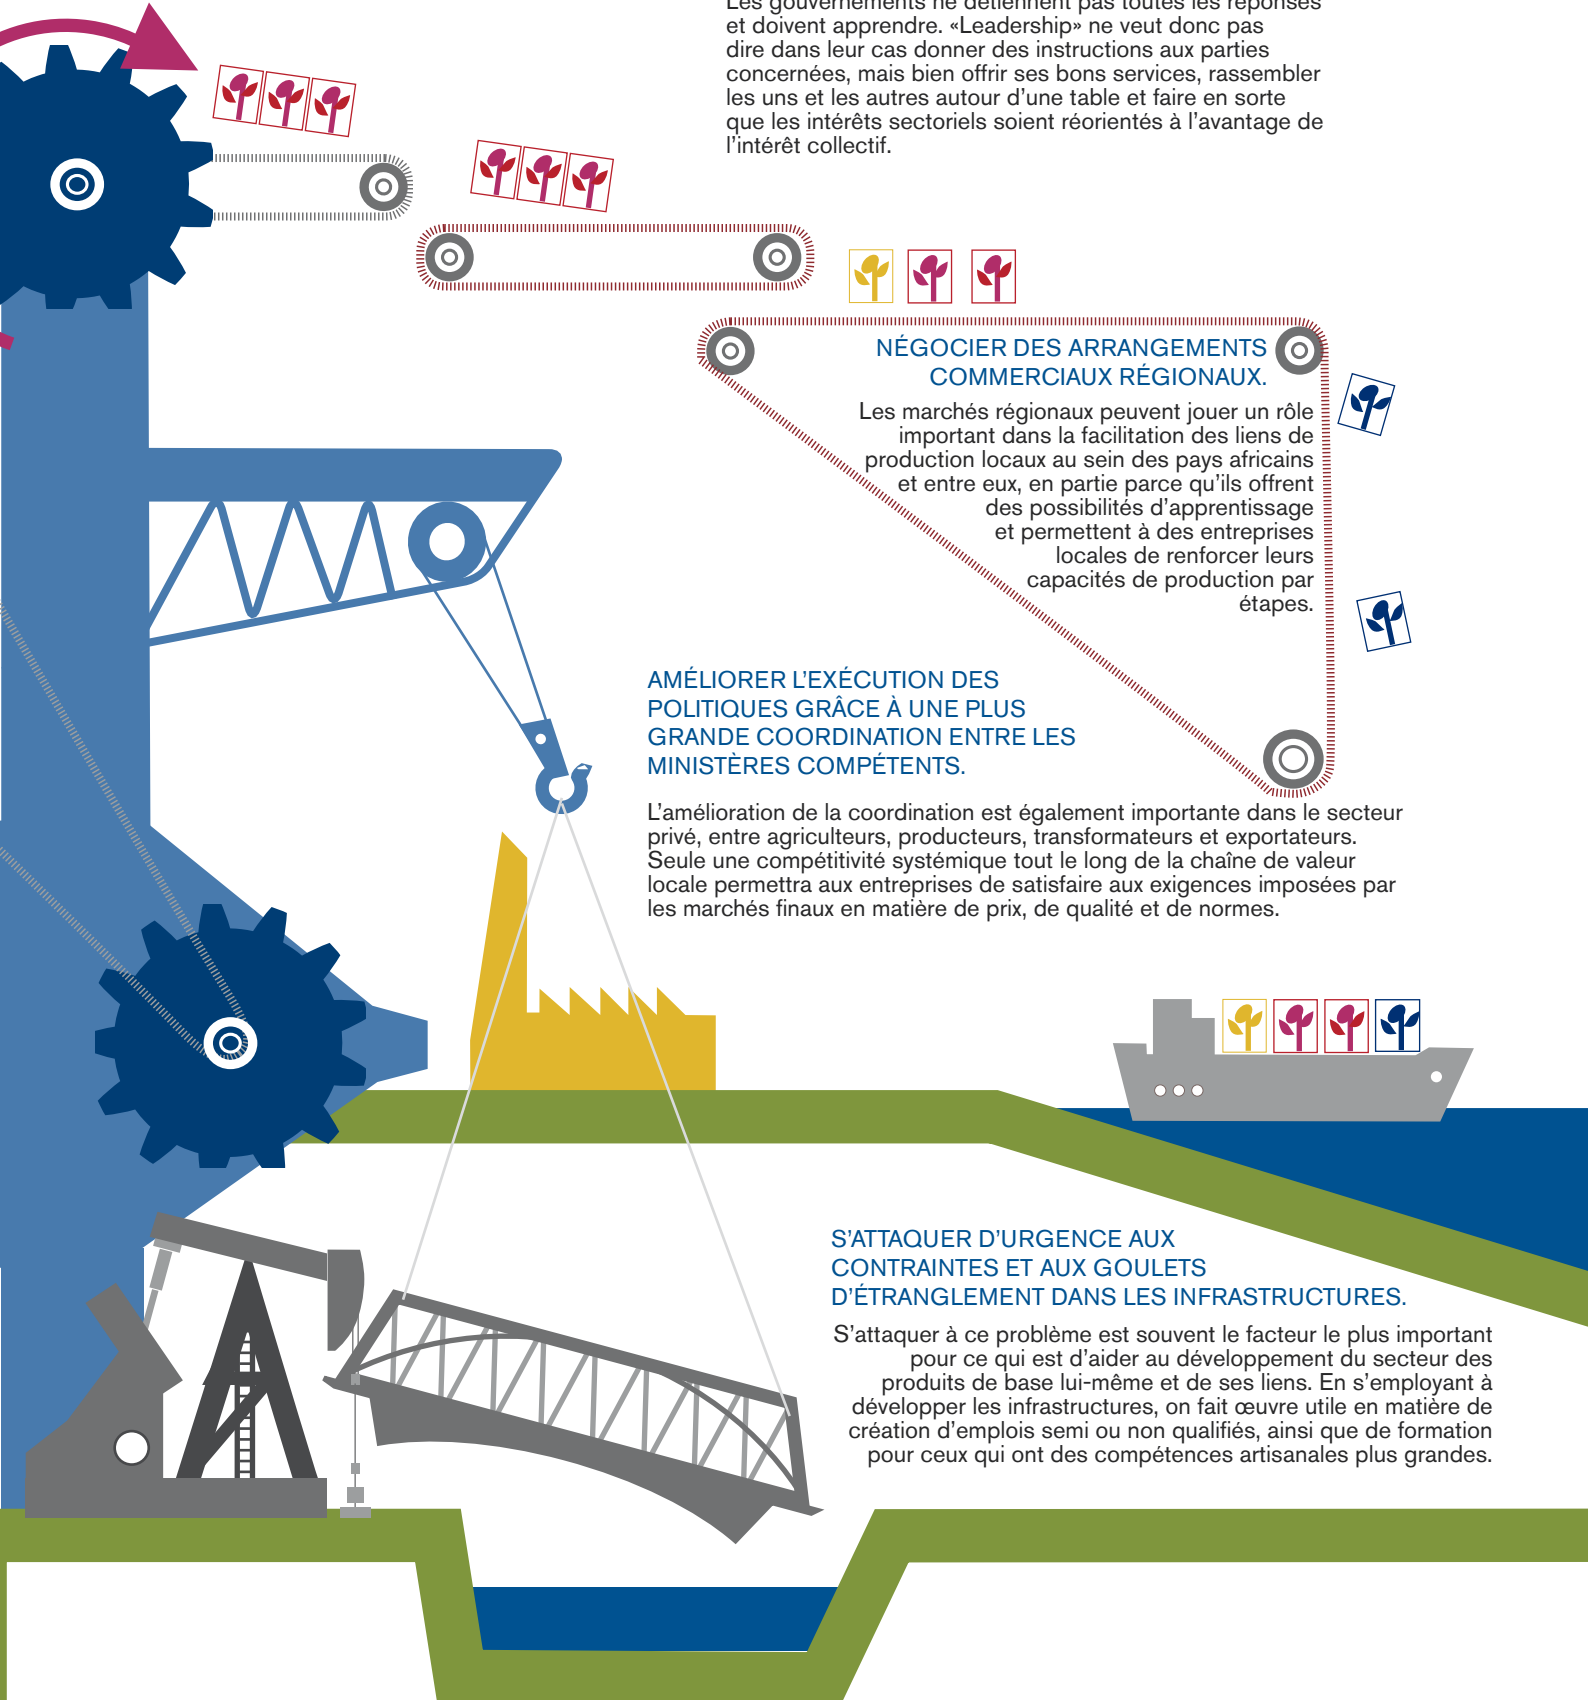 Les gouvernements ne détiennent pas toutes les réponses
et doivent apprendre. «Leadership» ne veut donc pas
dire dans leur cas donner des instructions aux parties
concernées, mais bien offrir ses bons services, rassembler
les uns et les autres autour d’une table et faire en sorte
que les intérêts sectoriels soient réorientés à l’avantage de
l’intérêt collectif.
NÉGOCIER DES ARRANGEMENTS
COMMERCIAUX RÉGIONAUX.
Les marchés régionaux peuvent jouer un rôle
important dans la facilitation des liens de
production locaux au sein des pays africains
et entre eux, en partie parce qu’ils offrent
des possibilités d’apprentissage
et permettent à des entreprises
locales de renforcer leurs
capacités de production par
étapes.
AMÉLIORER L’EXÉCUTION DES
POLITIQUES GRÂCE À UNE PLUS
GRANDE COORDINATION ENTRE LES
MINISTÈRES COMPÉTENTS.
L’amélioration de la coordination est également importante dans le secteur
privé, entre agriculteurs, producteurs, transformateurs et exportateurs.
Seule une compétitivité systémique tout le long de la chaîne de valeur
locale permettra aux entreprises de satisfaire aux exigences imposées par
les marchés finaux en matière de prix, de qualité et de normes.
S’ATTAQUER D’URGENCE AUX
CONTRAINTES ET AUX GOULETS
D’ÉTRANGLEMENT DANS LES INFRASTRUCTURES.
S’attaquer à ce problème est souvent le facteur le plus important
pour ce qui est d’aider au développement du secteur des
produits de base lui-même et de ses liens. En s’employant à
développer les infrastructures, on fait œuvre utile en matière de
création d’emplois semi ou non qualifiés, ainsi que de formation
pour ceux qui ont des compétences artisanales plus grandes.